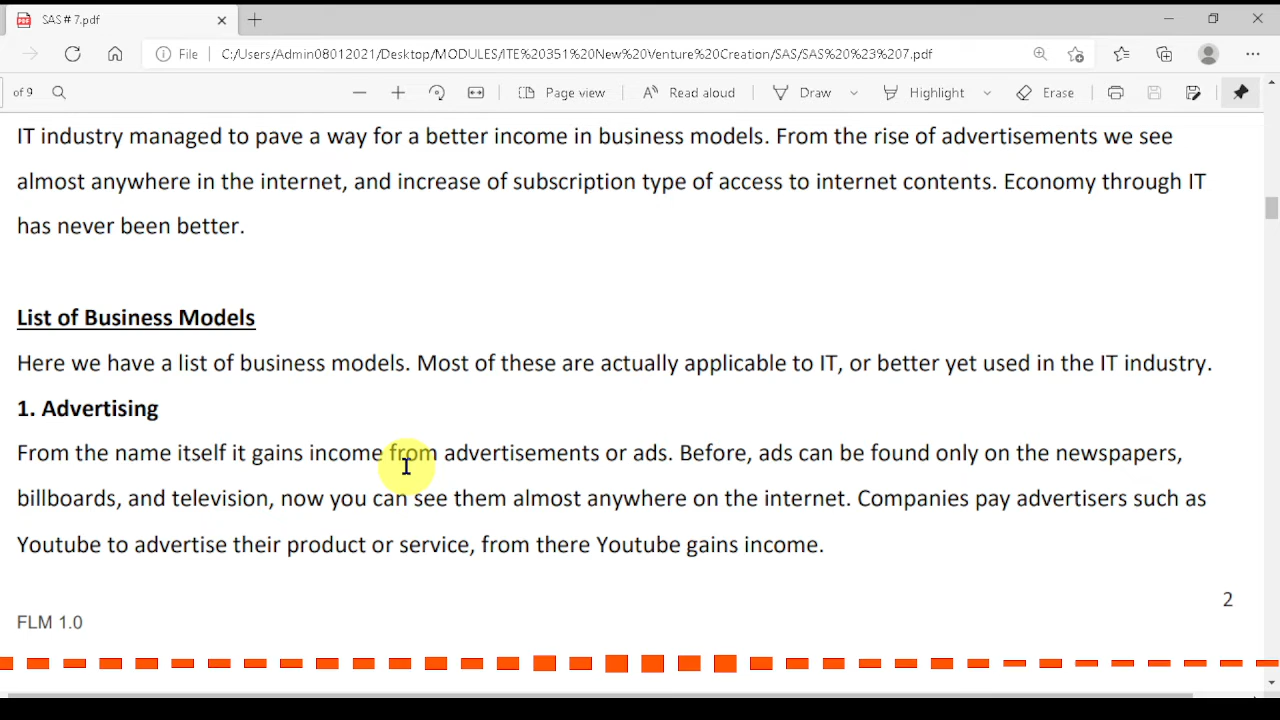 SAS # 7.pdf
File C:/Users/Admin08012021/Desktop/MODULES/ITE%20351%20New%20Venture%20Creation/SAS/SAS%20%23%207.pdf
of 9 Page view Read aloud Draw Highlight Erase
IT industry managed to pave a way for a better income in business models. From the rise of advertisements we see
almost anywhere in the internet, and increase of subscription type of access to internet contents. Economy through IT
has never been better.
List of Business Models
Here we have a list of business models. Most of these are actually applicable to IT, or better yet used in the IT industry.
1. Advertising
From the name itself it gains income from advertisements or ads. Before, ads can be found only on the newspapers,
billboards, and television, now you can see them almost anywhere on the internet. Companies pay advertisers such as
Youtube to advertise their product or service, from there Youtube gains income.
2
FLM 1.0